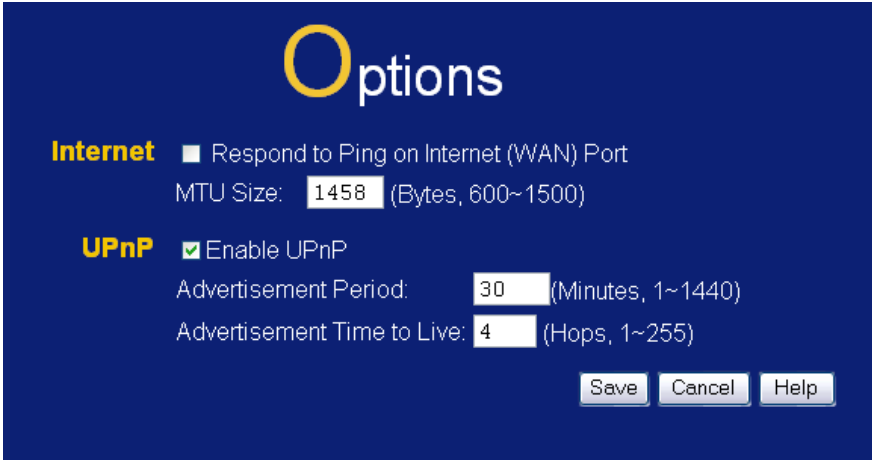 Options
Internet Respond to Ping on Internet (WAN) Port
MTU Size: 1458 (Bytes, 600~1500)
UPnP Enable UPnP
Advertisement Period: 30 (Minutes, 1~1440)
Advertisement Time to Live: 4 (Hops, 1~255)
Save Cancel Help